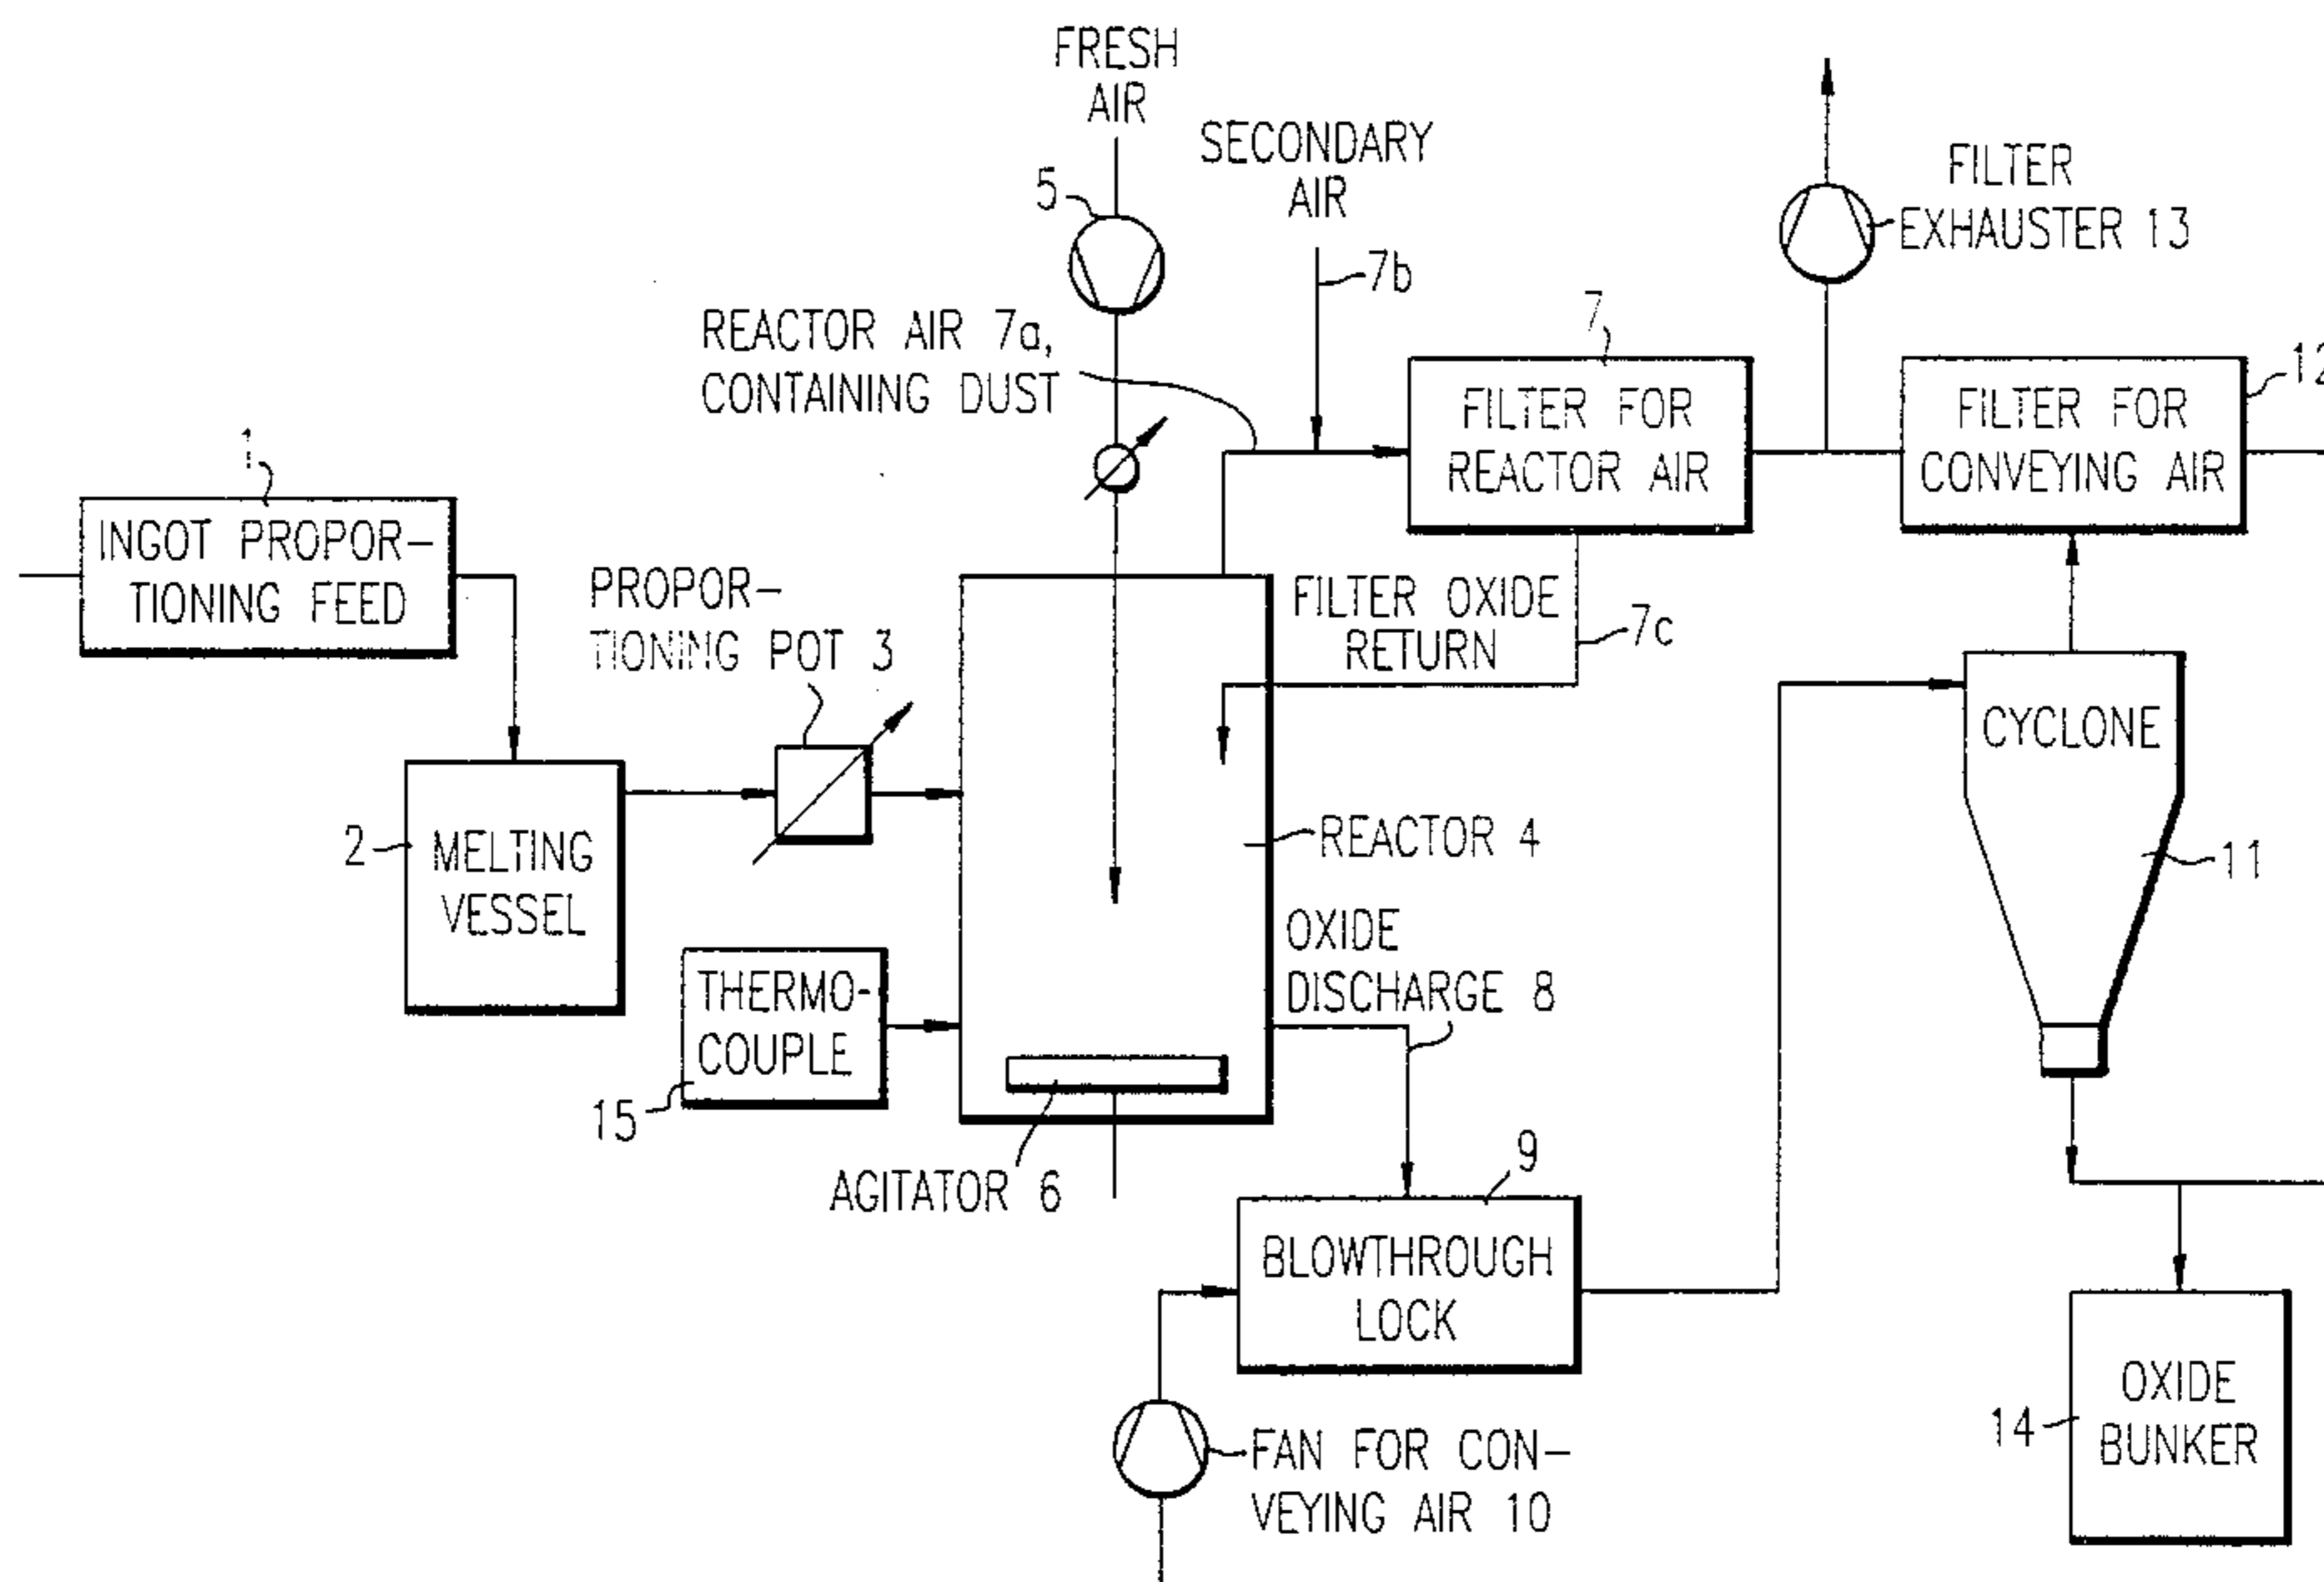 FRESH
AIR
SECONDARY
AIR
5
7b
FILTER
EXHAUSTER 13
REACTOR AIR 7a,
CONTAINING DUST
7
FILTER FOR
REACTOR AIR
FILTER FOR
CONVEYING AIR
12
1
INGOT PROPOR-
TIONING FEED
PROPOR-
TIONING POT 3
FILTER OXIDE
RETURN
7c
2
MELTING
VESSEL
REACTOR 4
CYCLONE
11
THERMO-
COUPLE
15
OXIDE
DISCHARGE 8
AGITATOR 6
9
BLOWTHROUGH
LOCK
FAN FOR CON-
VEYING AIR 10
14
OXIDE
BUNKER